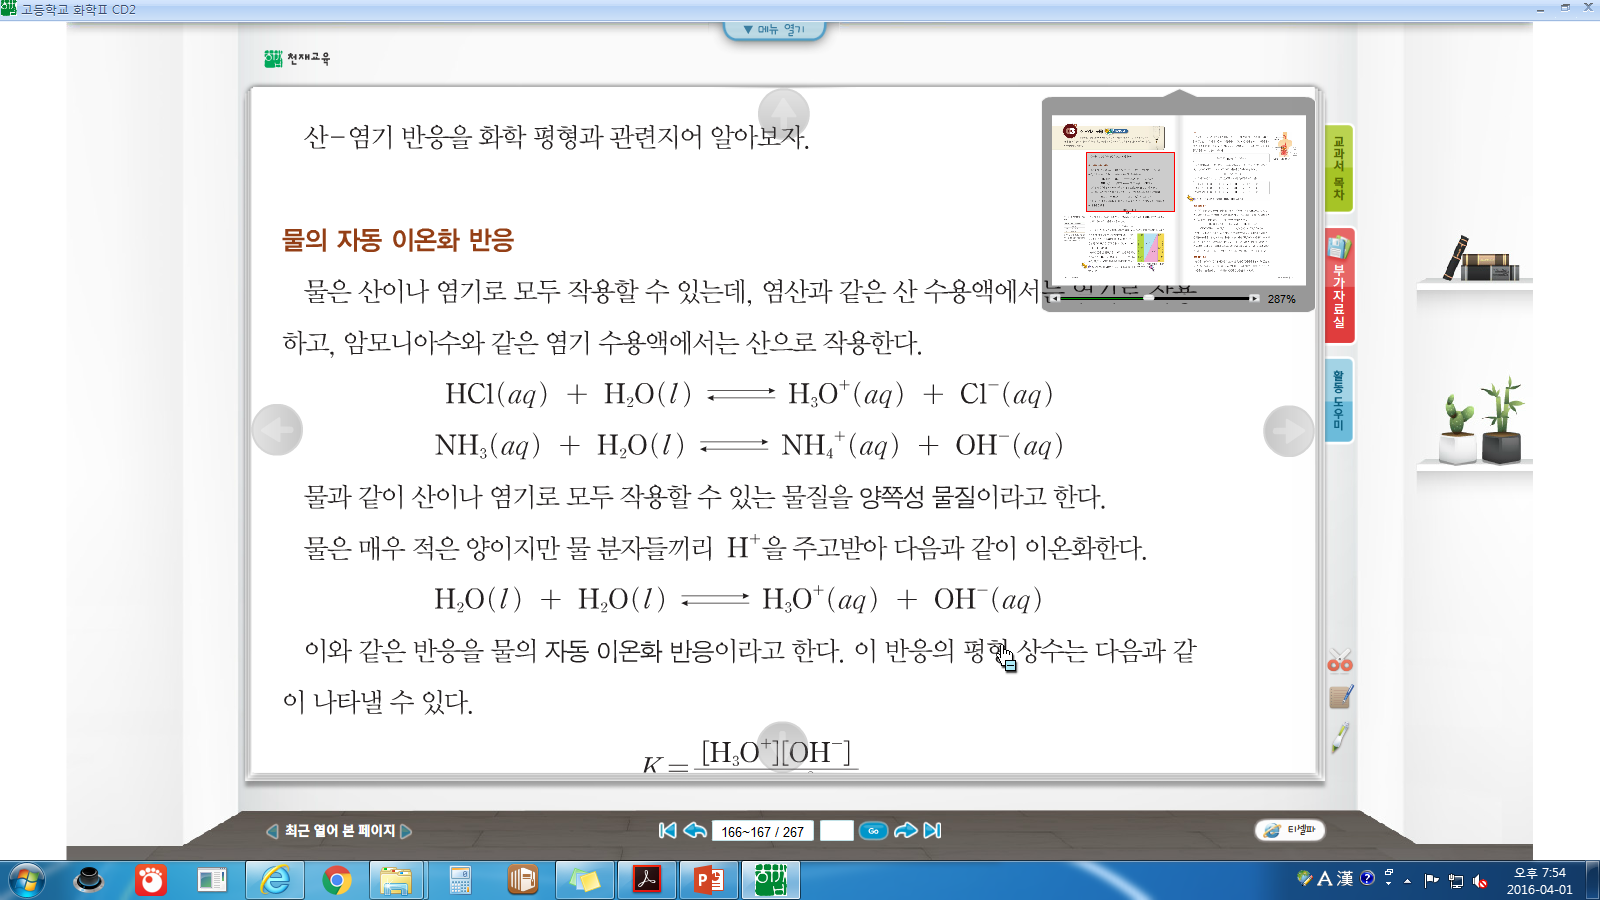 고등학교 화학Ⅱ CD2
▼ 메뉴 열기
천재교육
산-염기 반응을 화학 평형과 관련지어 알아보자.
물의 자동 이온화 반응
물은 산이나 염기로 모두 작용할 수 있는데, 염산과 같은 산 수용액에서는
하고, 암모니아수와 같은 염기 수용액에서는 산으로 작용한다.
HCl(aq) + H₂O(l) ⇌ H₃O⁺(aq) + Cl⁻(aq)
NH₃(aq) + H₂O(l) ⇌ NH₄⁺(aq) + OH⁻(aq)
물과 같이 산이나 염기로 모두 작용할 수 있는 물질을 양쪽성 물질이라고 한다.
물은 매우 적은 양이지만 물 분자들끼리 H⁺을 주고받아 다음과 같이 이온화한다.
H₂O(l) + H₂O(l) ⇌ H₃O⁺(aq) + OH⁻(aq)
이와 같은 반응을 물의 자동 이온화 반응이라고 한다. 이 반응의 평형 상수는 다음과 같
이 나타낼 수 있다.
K = [H₃O⁺][OH⁻]
287%
교과서 목차
부가자료실
활동도우미
최근 열어 본 페이지
166~167 / 267
Go
티셀파
A 漢
오후 7:54
2016-04-01